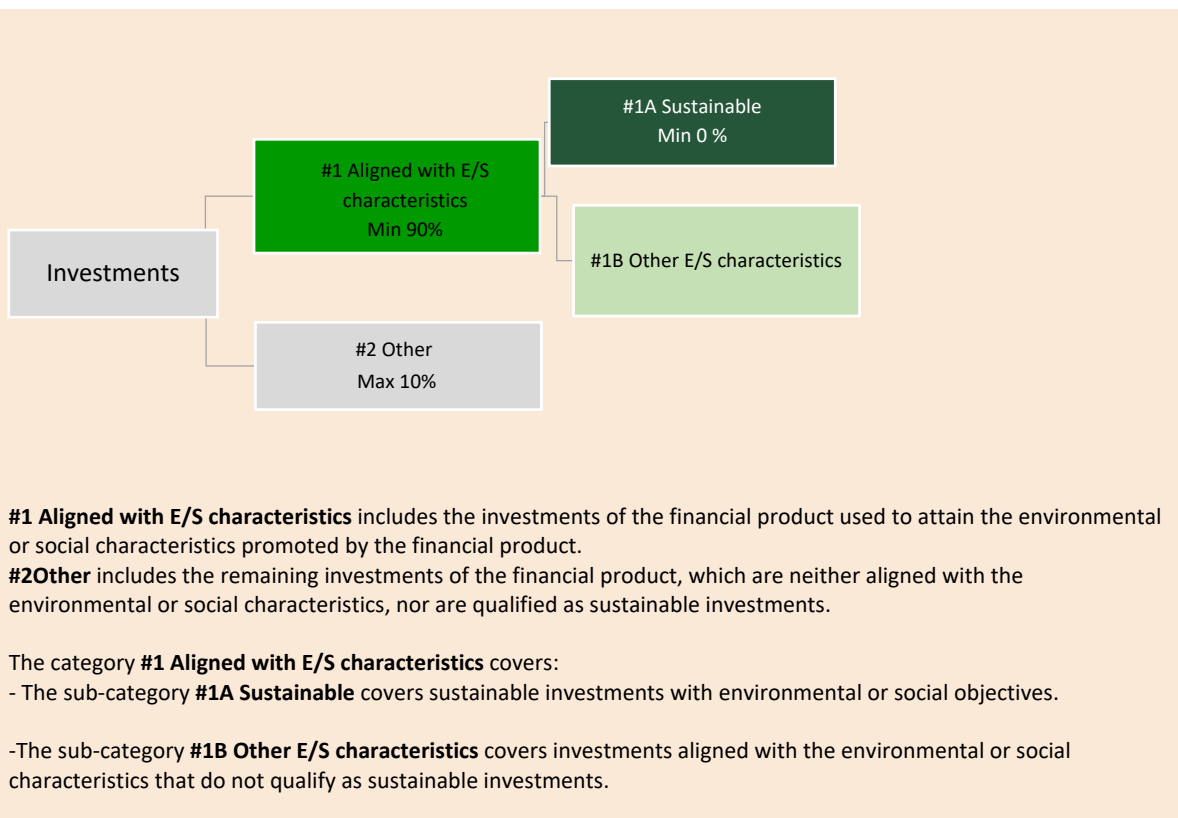 #1A Sustainable
Min 0 %
#1 Aligned with E/S
characteristics
Min 90%
Investments
#1B Other E/S characteristics
#2 Other
Max 10%
#1 Aligned with E/S characteristics includes the investments of the financial product used to attain the environmental
or social characteristics promoted by the financial product.
#2Other includes the remaining investments of the financial product, which are neither aligned with the
environmental or social characteristics, nor are qualified as sustainable investments.
The category #1 Aligned with E/S characteristics covers:
- The sub-category #1A Sustainable covers sustainable investments with environmental or social objectives.
-The sub-category #1B Other E/S characteristics covers investments aligned with the environmental or social
characteristics that do not qualify as sustainable investments.